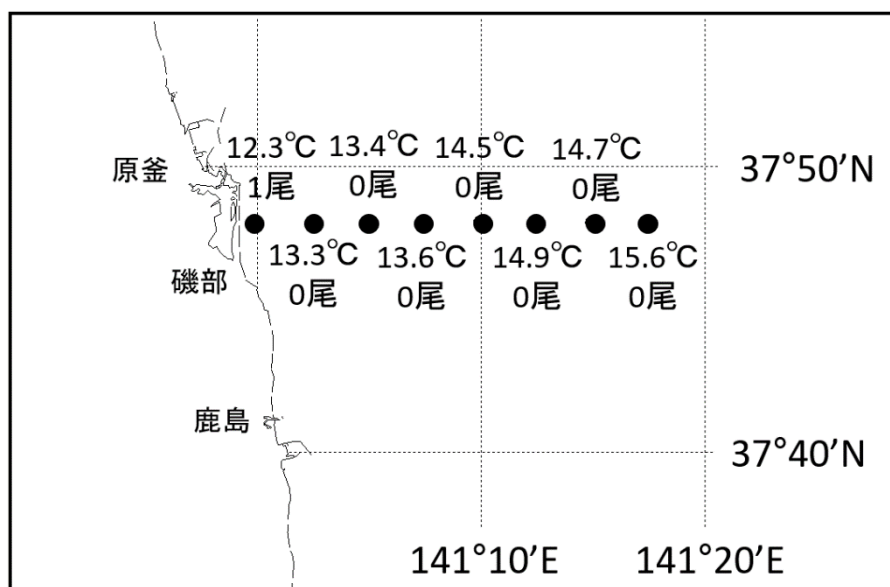 12.3℃
13.4℃
14.5℃
14.7℃
37°50’N
原釜
1尾
0尾
0尾
0尾
13.3℃
13.6℃
14.9℃
15.6℃
磯部
0尾
0尾
0尾
0尾
鹿島
37°40’N
141°10’E
141°20’E